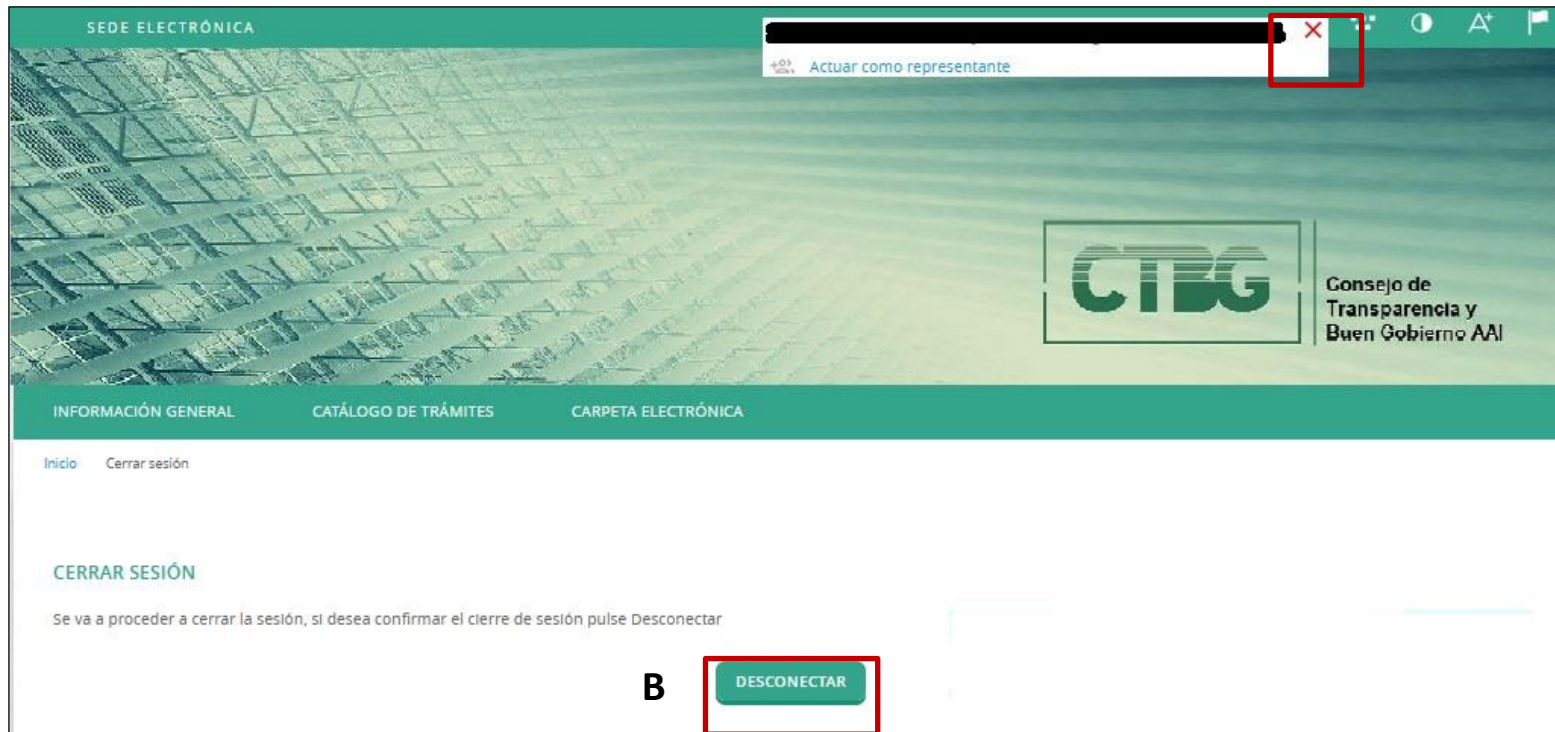 SEDE ELECTRÓNICA
Actuar como representante
CTBG
Consejo de
Transparencia y
Buen Gobierno AAI
INFORMACIÓN GENERAL CATÁLOGO DE TRÁMITES CARPETA ELECTRÓNICA
Inicio Cerrar sesión
CERRAR SESIÓN
Se va a proceder a cerrar la sesión, si desea confirmar el cierre de sesión pulse Desconectar
B DESCONECTAR